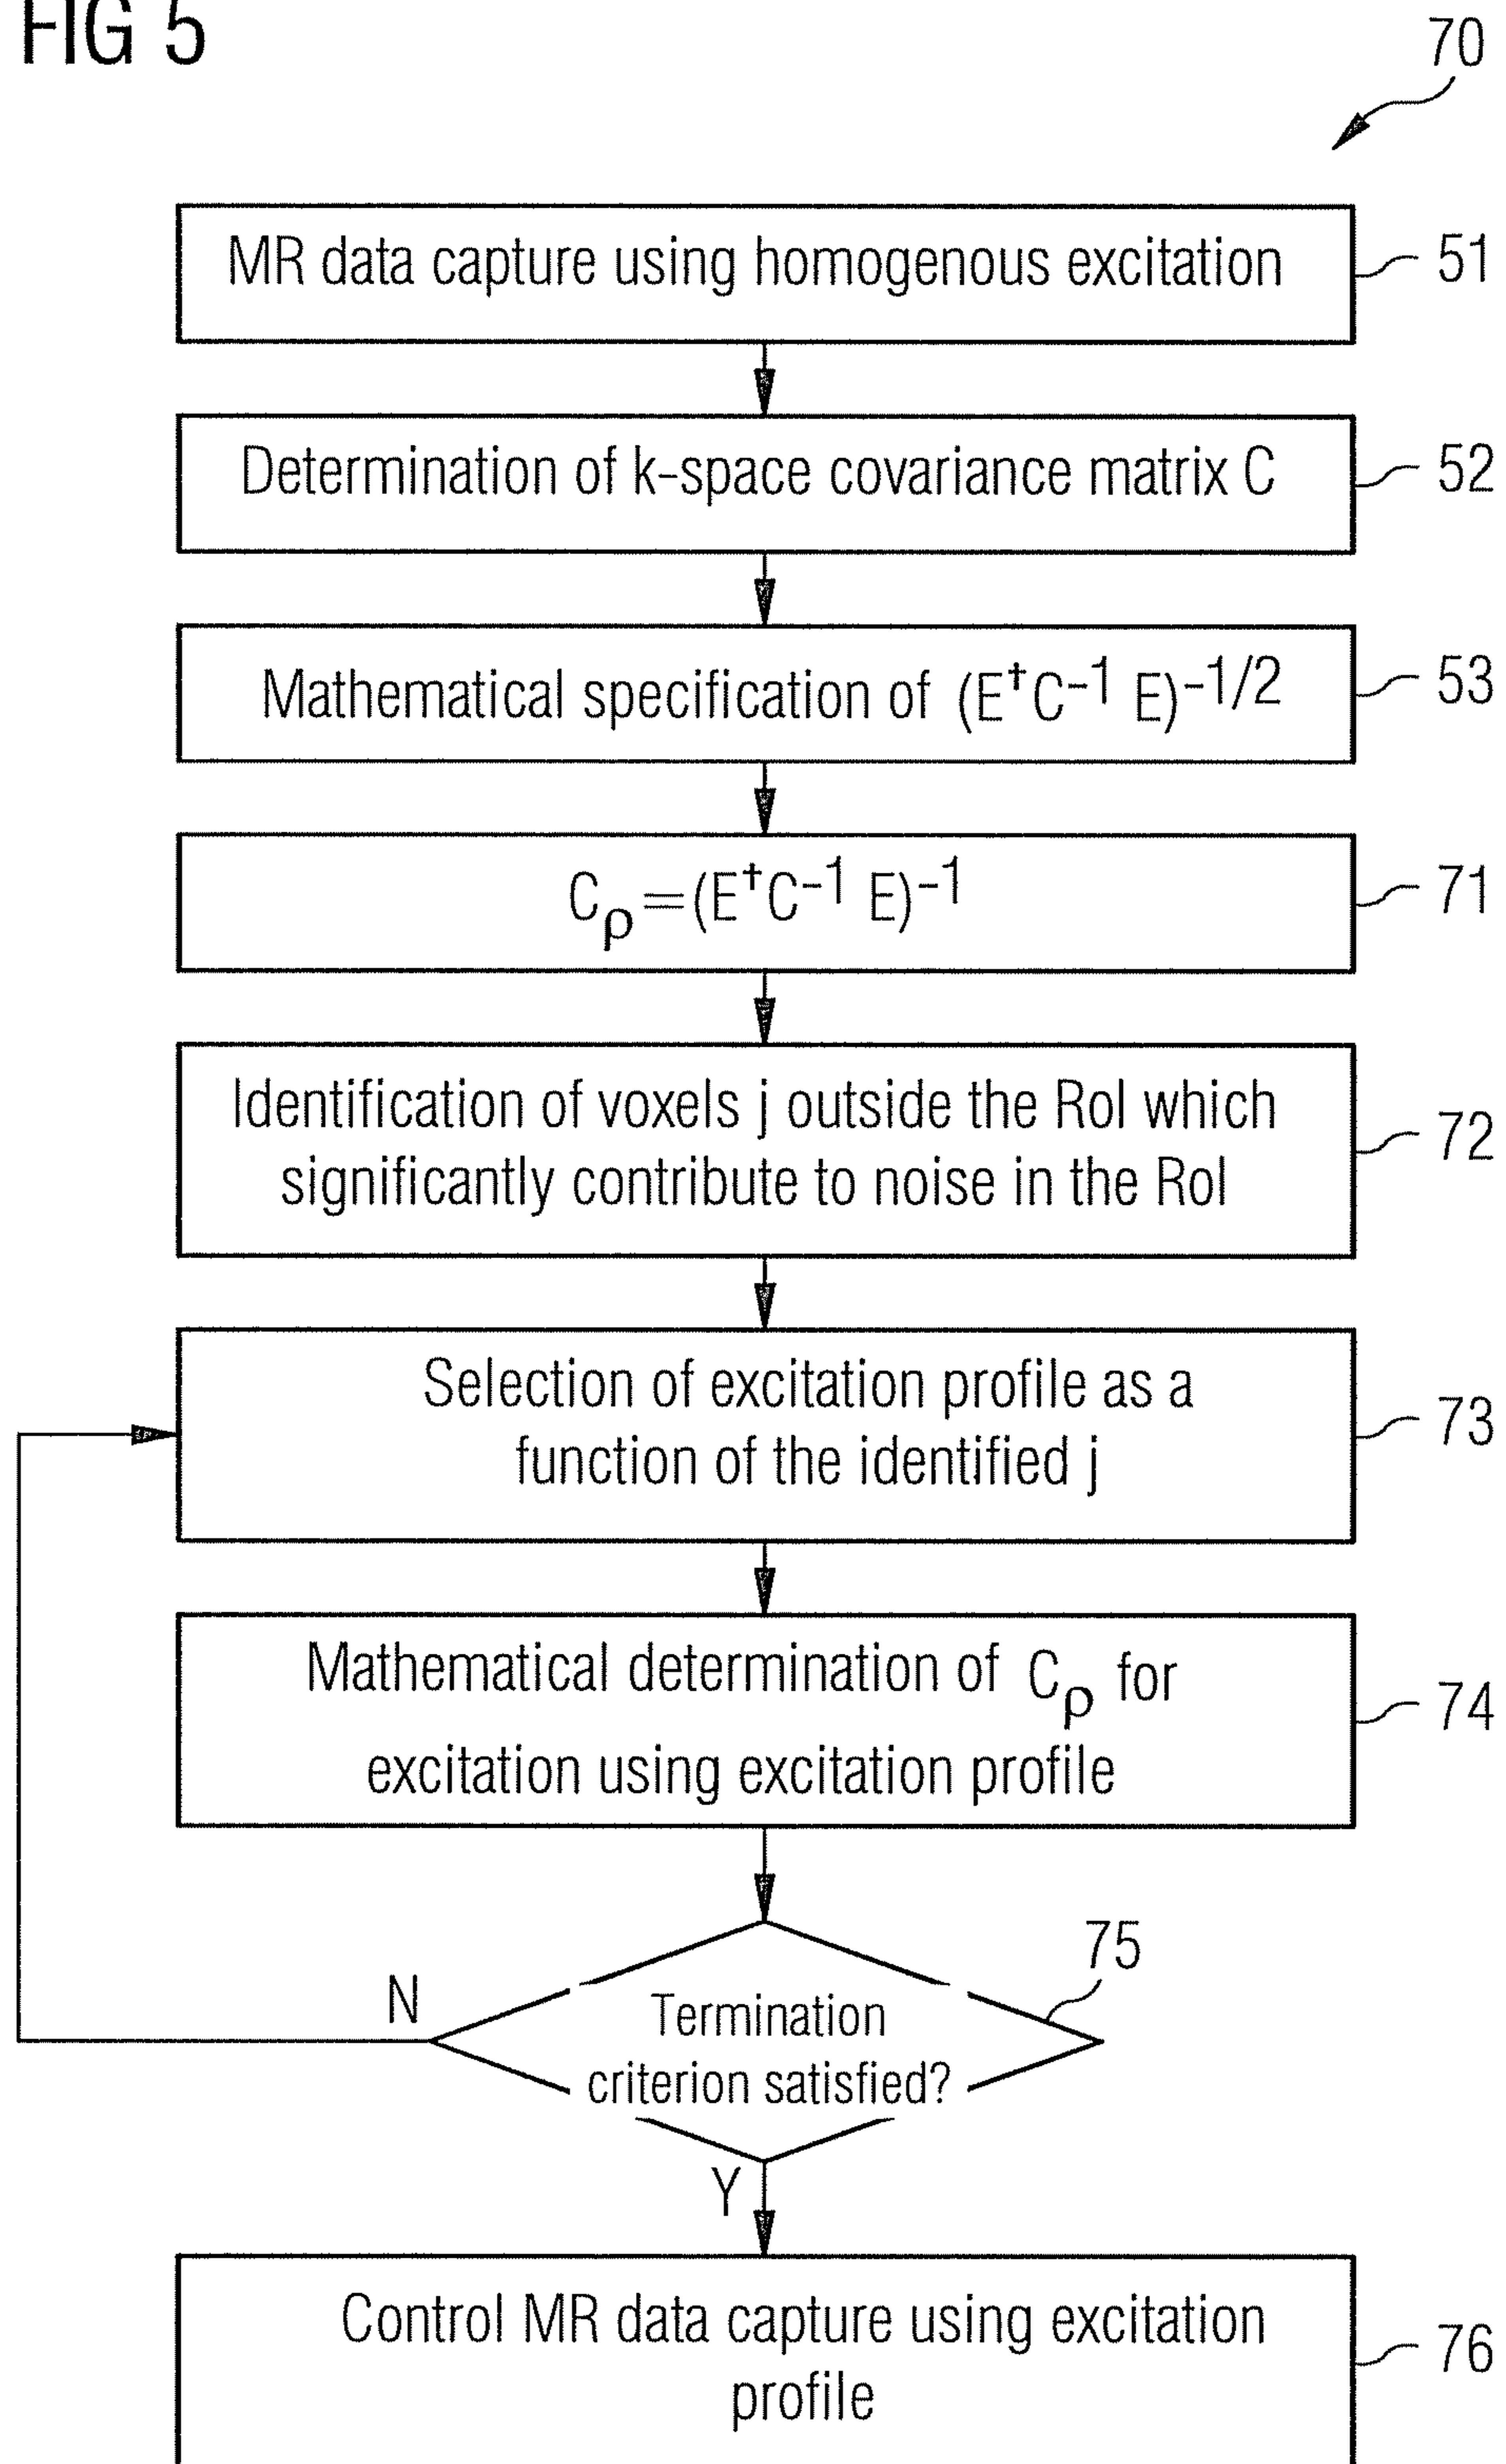 FIG 5
70
MR data capture using homogenous excitation
51
Determination of k-space covariance matrix C
52
Mathematical specification of (E†C⁻¹ E)⁻¹/²
53
Cρ=(E†C⁻¹ E)⁻¹
71
Identification of voxels j outside the RoI which
significantly contribute to noise in the RoI
72
Selection of excitation profile as a
function of the identified j
73
Mathematical determination of Cρ for
excitation using excitation profile
74
75
N
Termination
criterion satisfied?
Y
Control MR data capture using excitation
profile
76